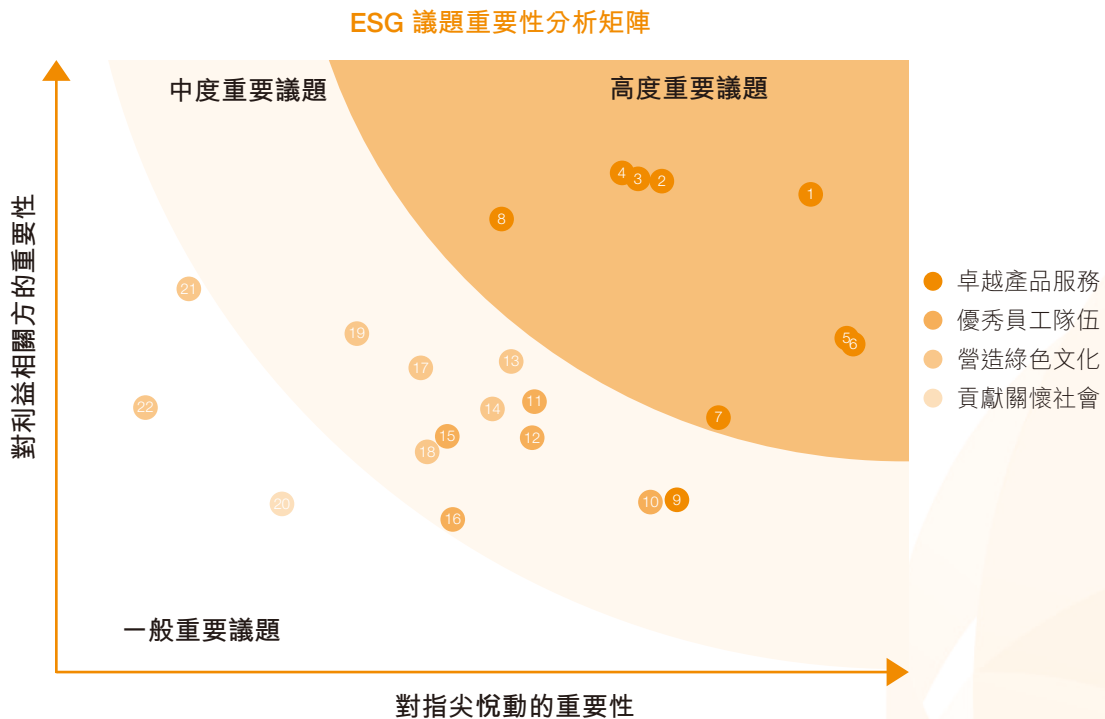 ESG 議題重要性分析矩陣
中度重要議題
高度重要議題
4
3
2
1
8
21
19
5
6
17
13
22
14
11
7
15
12
18
20
16
10
9
對利益相關方的重要性
一般重要議題
對指尖悅動的重要性
卓越產品服務
優秀員工隊伍
營造綠色文化
貢獻關懷社會